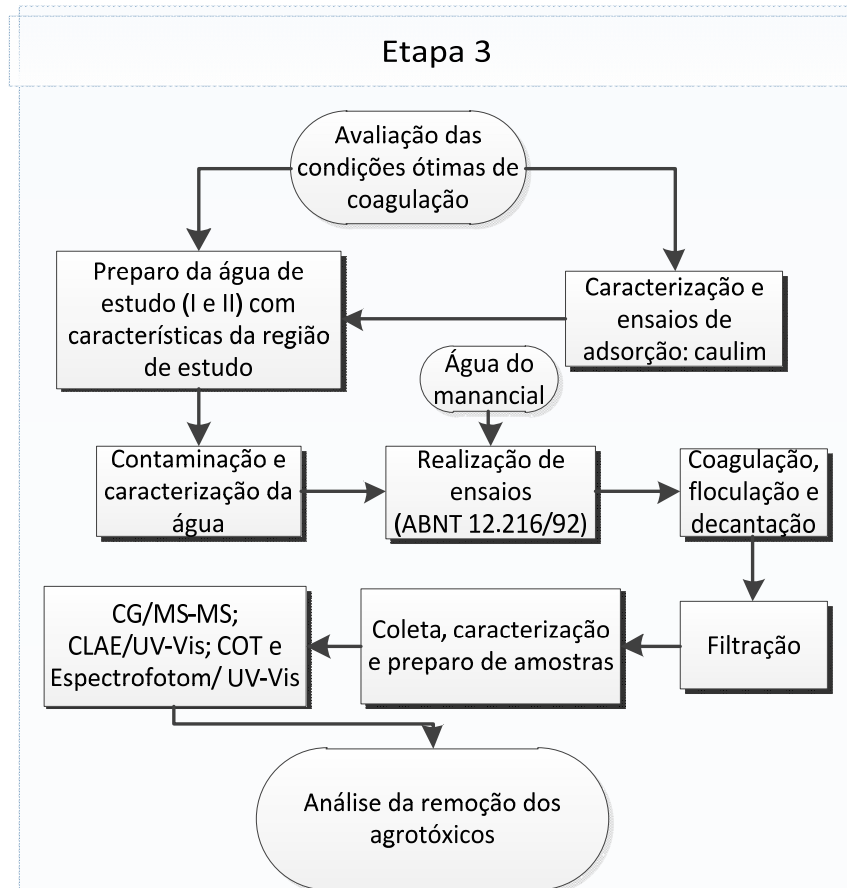 Etapa 3
Avaliação das
condições ótimas de
coagulação
Preparo da água de
estudo (I e II) com
características da região
de estudo
Caracterização e
ensaios de
adsorção: caulim
Água do
manancial
Contaminação e
caracterização da
água
Realização de
ensaios
(ABNT 12.216/92)
Coagulação,
floculação e
decantação
CG/MS-MS;
CLAE/UV-Vis; COT e
Espectrofotom/ UV-Vis
Coleta, caracterização
e preparo de amostras
Filtração
Análise da remoção dos
agrotóxicos